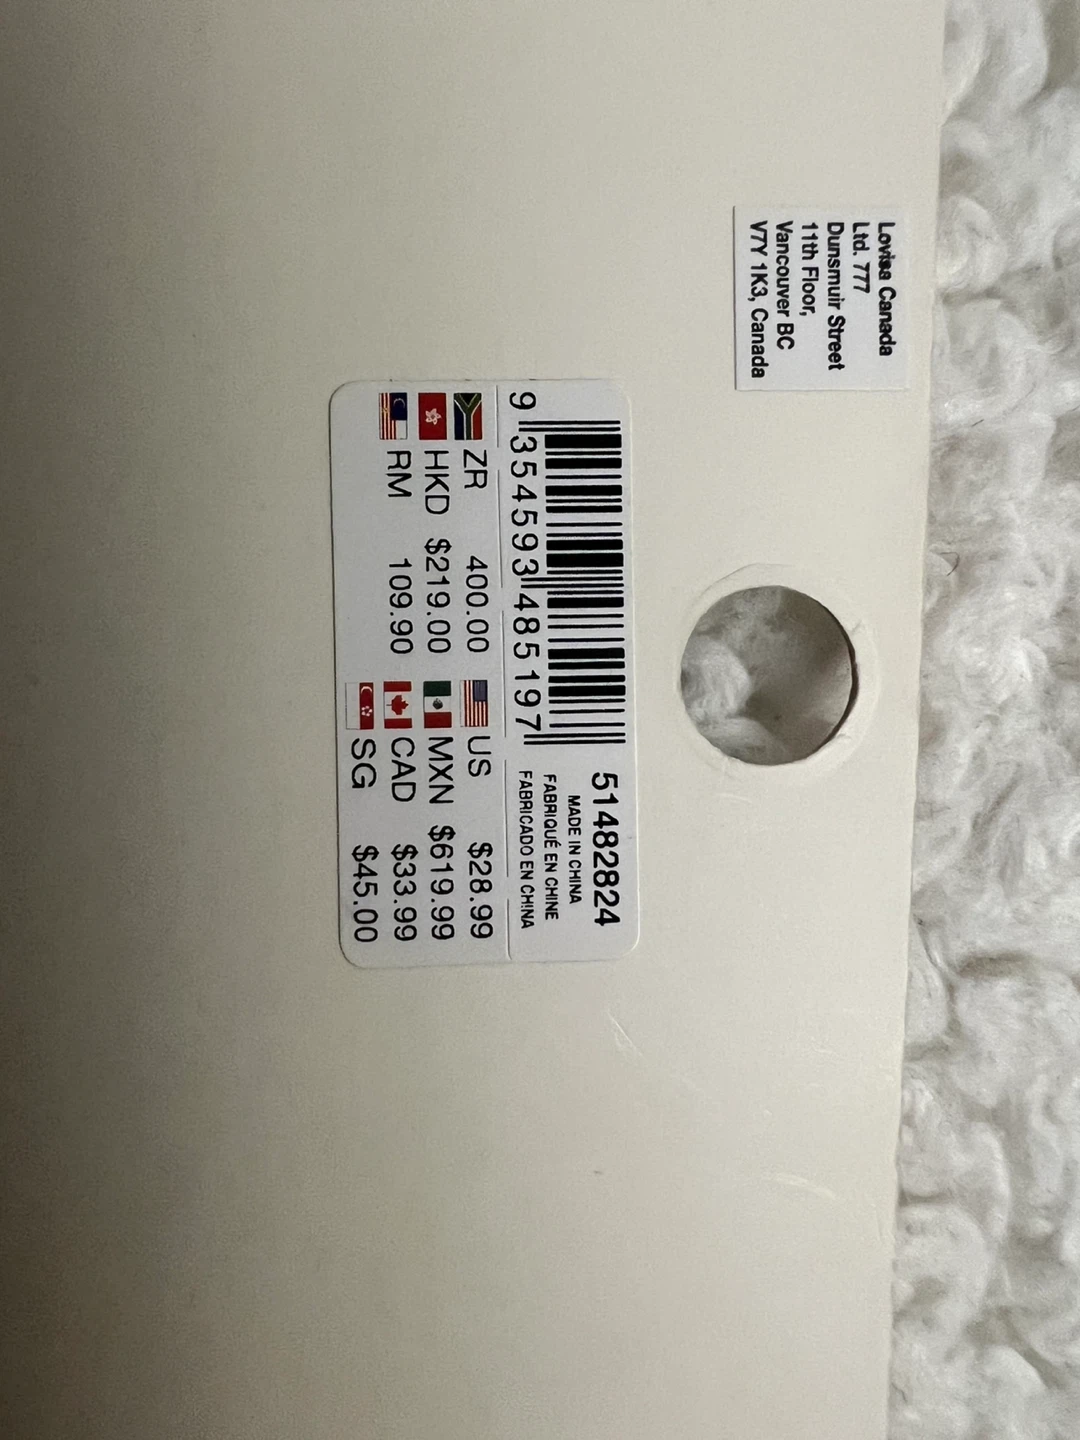 Lovisa Canada
Ltd. 777
Dunsmuir Street
11th Floor,
Vancouver BC
V7Y 1K3, Canada
51482824
MADE IN CHINA
FABRIQUÉ EN CHINE
FABRICADO EN CHINA
9 354593 485197
ZR 400.00 US $28.99
HKD $219.00 MXN $619.99
RM 109.90 CAD $33.99
SG $45.00